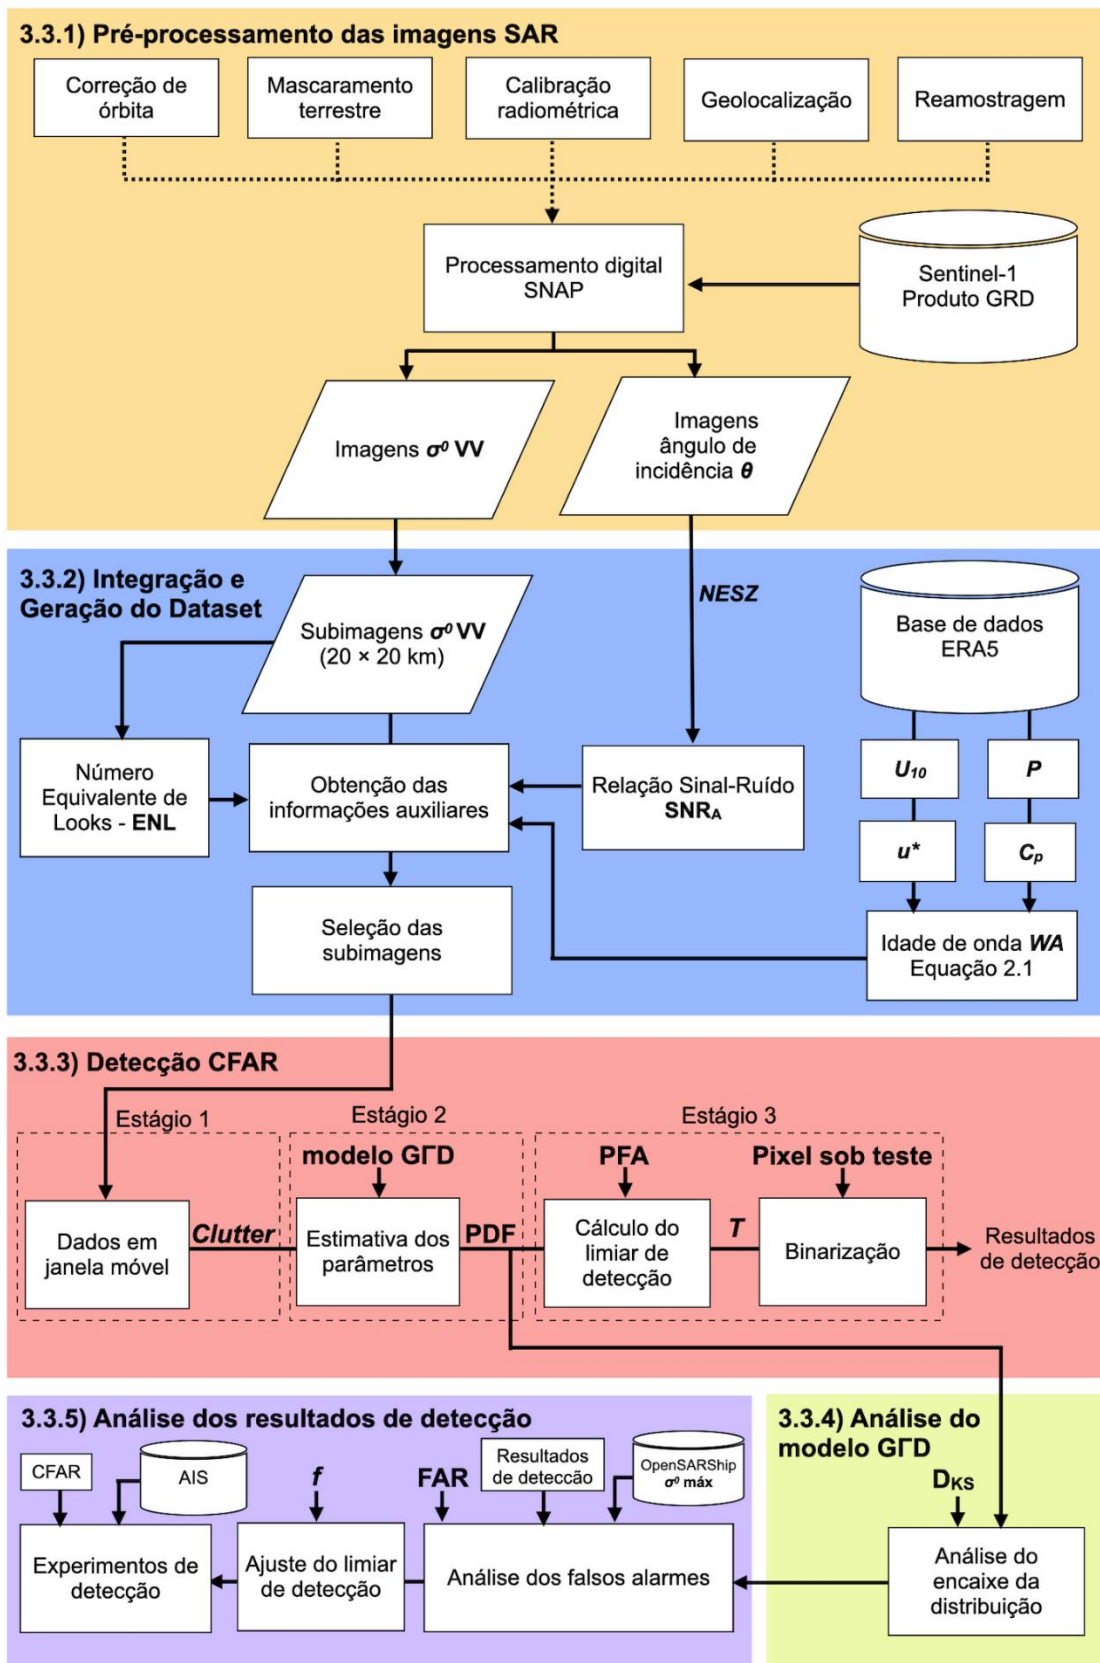 3.3.1) Pré-processamento das imagens SAR
Correção de
órbita
Mascaramento
terrestre
Calibração
radiométrica
Geolocalização
Reamostragem
Processamento digital
SNAP
Sentinel-1
Produto GRD
Imagens σ⁰ VV
Imagens
ângulo de
incidência θ
3.3.2) Integração e
Geração do Dataset
Subimagens σ⁰ VV
(20 × 20 km)
NESZ
Base de dados
ERA5
Número
Equivalente de
Looks - ENL
Obtenção das
informações auxiliares
Relação Sinal-Ruído
SNRA
U10
P
u*
Cp
Seleção das
subimagens
Idade de onda WA
Equação 2.1
3.3.3) Detecção CFAR
Estágio 1
Estágio 2
Estágio 3
modelo GΓD
PFA
Pixel sob teste
Dados em
janela móvel
Clutter
Estimativa dos
parâmetros
PDF
Cálculo do
limiar de
detecção
T
Binarização
Resultados
de detecção
3.3.5) Análise dos resultados de detecção
CFAR
AIS
f
FAR
Resultados
de detecção
OpenSARShip
σ⁰ máx
Experimentos de
detecção
Ajuste do limiar
de detecção
Análise dos falsos alarmes
3.3.4) Análise do
modelo GΓD
DKS
Análise do
encaixe da
distribuição